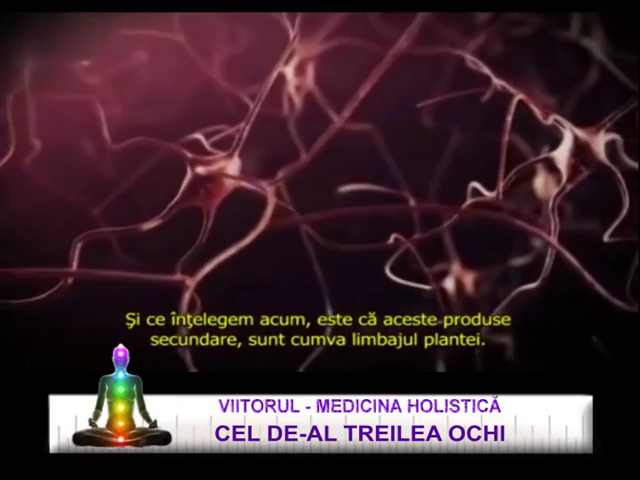 Şi ce înţelegem acum, este că aceste produse
secundare, sunt cumva limbajul plantei.
VIITORUL - MEDICINA HOLISTICĂ
CEL DE-AL TREILEA OCHI